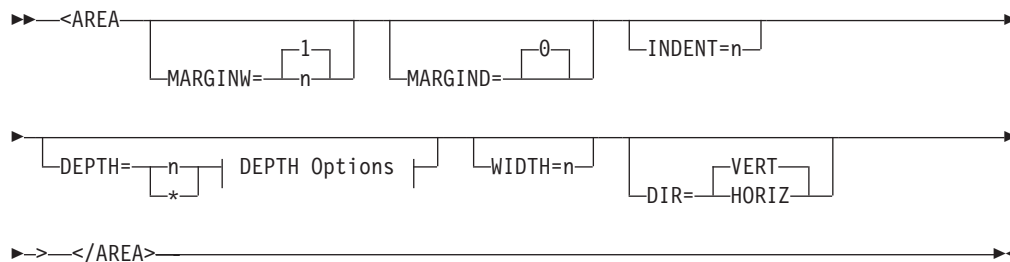 <AREA
1
MARGINW= n
0
MARGIND=
INDENT=n
DEPTH= n DEPTH Options
*
WIDTH=n
VERT
DIR= HORIZ
> </AREA>